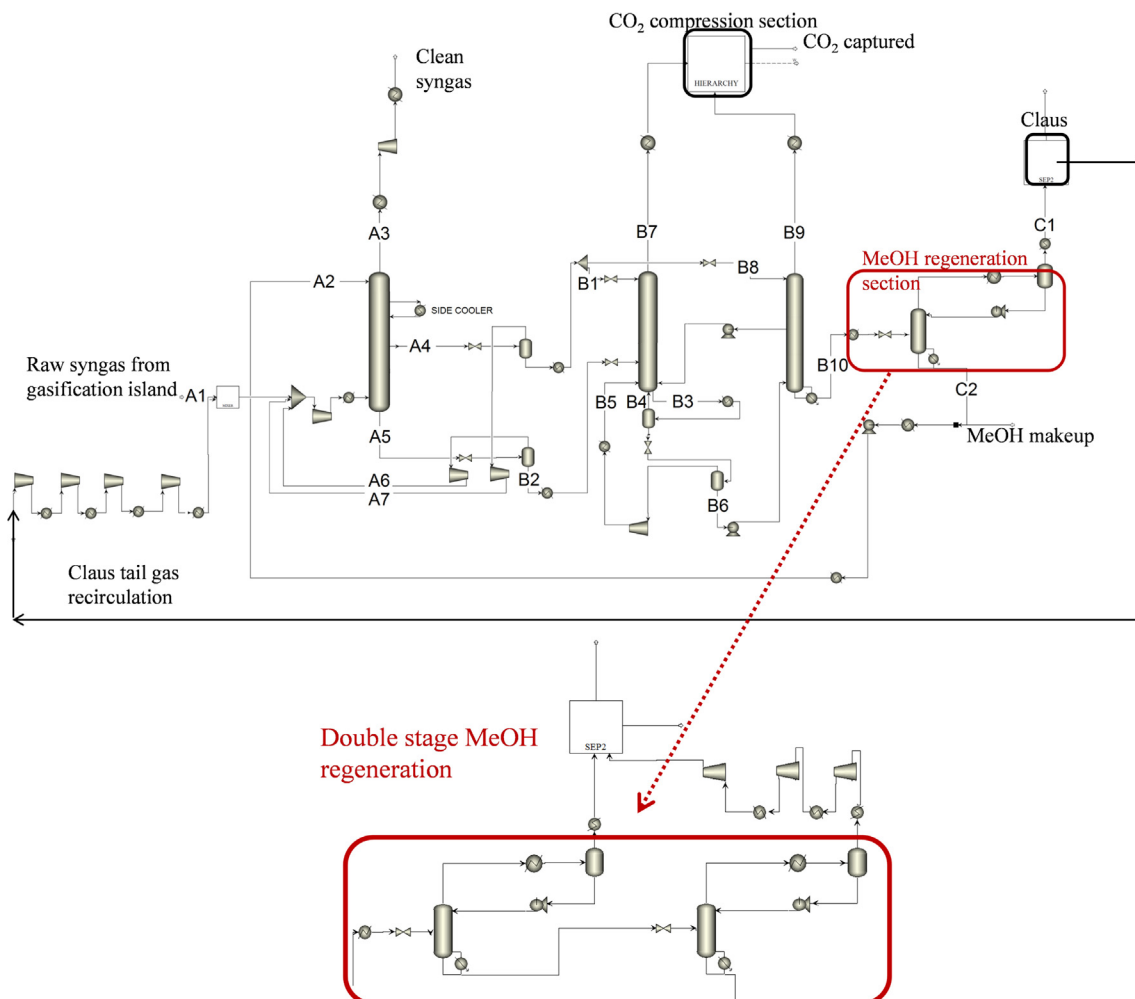 CO₂ compression section
CO₂ captured
HIERARCHY
Clean
syngas
Claus
SEP2
A3
B7
B9
C1
MeOH regeneration
section
A2
B8
B1
SIDE COOLER
A4
Raw syngas from
gasification island
A1
B10
B5
B4
B3
C2
A5
MeOH makeup
A6
B2
A7
B6
Claus tail gas
recirculation
Double stage MeOH
regeneration
SEP2